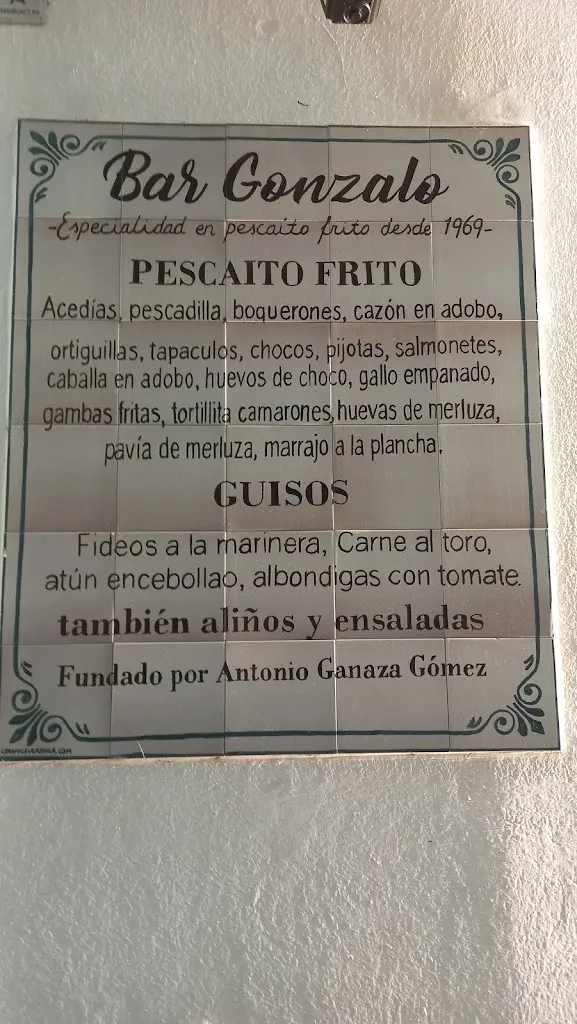 Bar Gonzalo
-Especialidad en pescaito frito desde 1969-
PESCAITO FRITO
Acedías, pescadilla, boquerones, cazón en adobo,
ortiguillas, tapaculos, chocos, pijotas, salmonetes,
caballa en adobo, huevos de choco, gallo empanado,
gambas fritas, tortillita camarones, huevas de merluza,
pavía de merluza, marrajo a la plancha.
GUISOS
Fideos a la marinera, Carne al toro,
atún encebollao, albondigas con tomate.
también aliños y ensaladas
Fundado por Antonio Ganaza Gómez